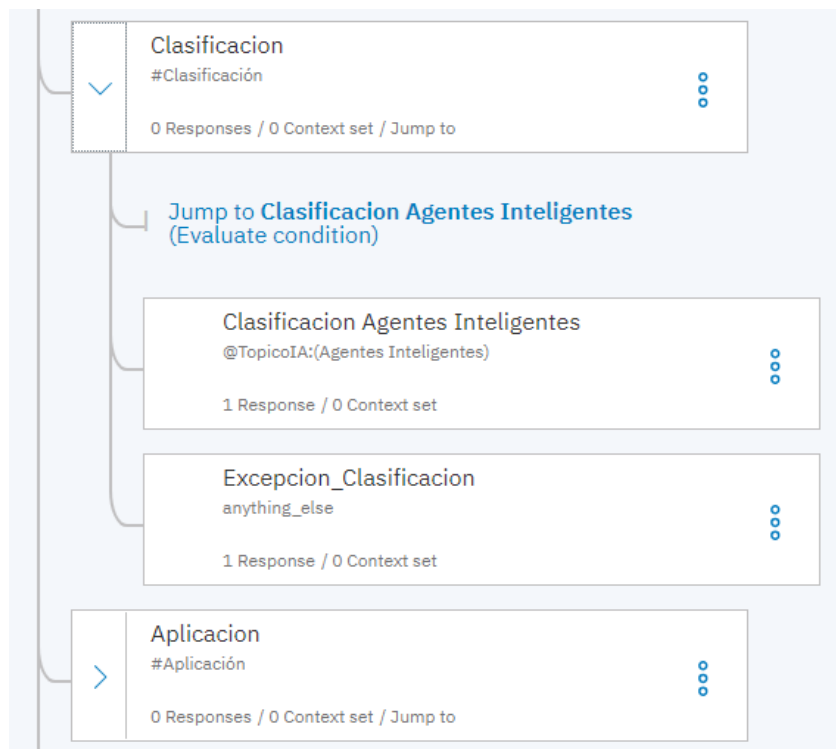 Clasificacion
#Clasificación
0 Responses / 0 Context set / Jump to
Jump to Clasificacion Agentes Inteligentes
(Evaluate condition)
Clasificacion Agentes Inteligentes
@TopicoIA:(Agentes Inteligentes)
1 Response / 0 Context set
Excepcion_Clasificacion
anything_else
1 Response / 0 Context set
Aplicacion
#Aplicación
0 Responses / 0 Context set / Jump to